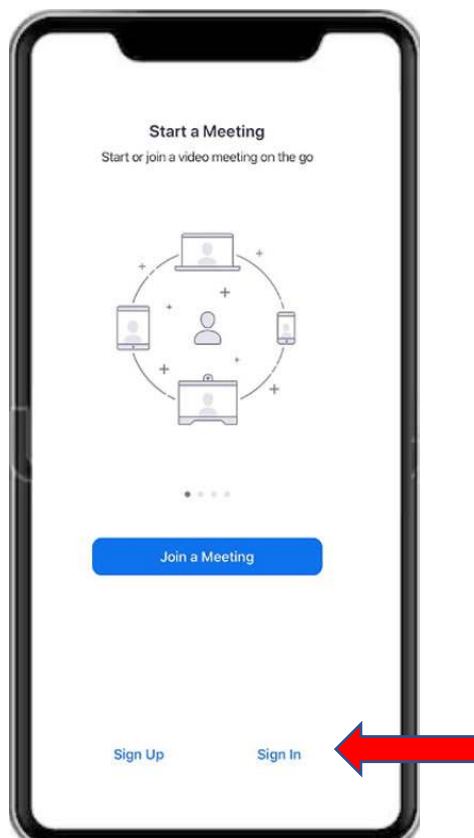 Start a Meeting
Start or join a video meeting on the go
Join a Meeting
Sign Up
Sign In